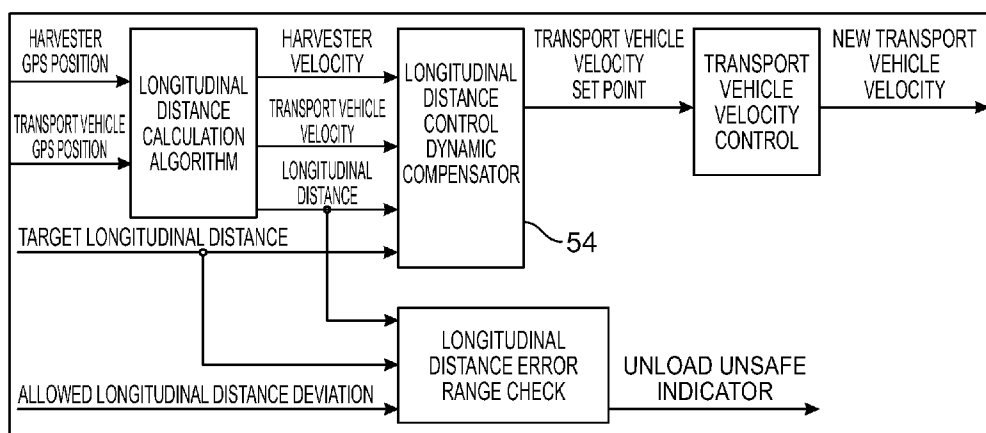 HARVESTER
GPS POSITION
TRANSPORT VEHICLE
GPS POSITION
LONGITUDINAL
DISTANCE
CALCULATION
ALGORITHM
HARVESTER
VELOCITY
TRANSPORT VEHICLE
VELOCITY
LONGITUDINAL
DISTANCE
TARGET LONGITUDINAL DISTANCE
LONGITUDINAL
DISTANCE
CONTROL
DYNAMIC
COMPENSATOR
54
TRANSPORT VEHICLE
VELOCITY
SET POINT
TRANSPORT
VEHICLE
VELOCITY
CONTROL
NEW TRANSPORT
VEHICLE
VELOCITY
ALLOWED LONGITUDINAL DISTANCE DEVIATION
LONGITUDINAL
DISTANCE ERROR
RANGE CHECK
UNLOAD UNSAFE
INDICATOR